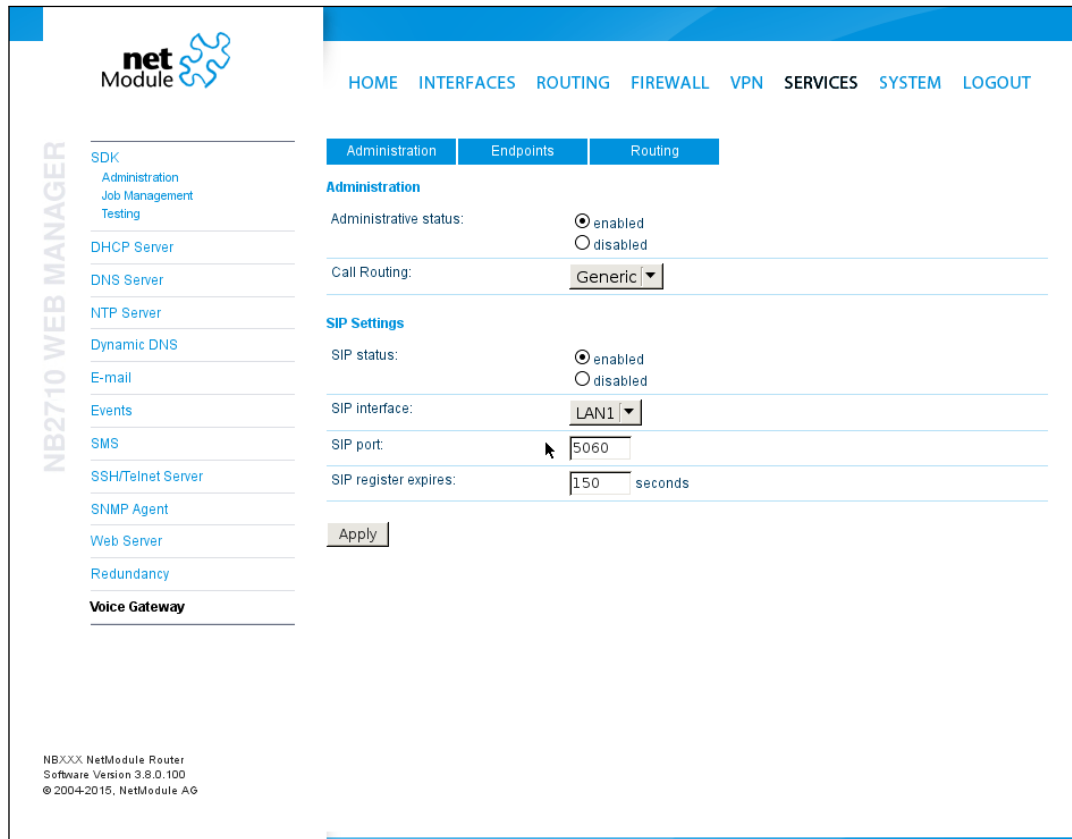 net
Module
HOME INTERFACES ROUTING FIREWALL VPN SERVICES SYSTEM LOGOUT
NB2710 WEB MANAGER
SDK
Administration
Job Management
Testing
DHCP Server
DNS Server
NTP Server
Dynamic DNS
E-mail
Events
SMS
SSH/Telnet Server
SNMP Agent
Web Server
Redundancy
Voice Gateway
Administration Endpoints Routing
Administration
Administrative status: enabled
disabled
Call Routing: Generic
SIP Settings
SIP status: enabled
disabled
SIP interface: LAN1
SIP port: 5060
SIP register expires: 150 seconds
Apply
NBXXX NetModule Router
Software Version 3.8.0.100
© 2004-2015, NetModule AG